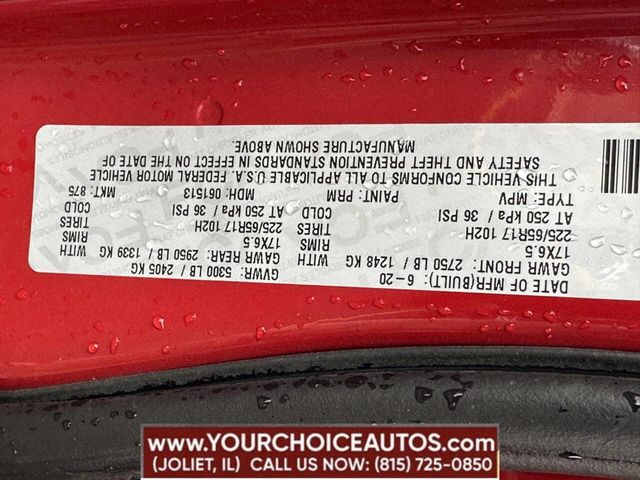 DATE OF MFR(BUILT): 6-20 GVWR: 5300 LB / 2405 KG
GAWR FRONT: 2750 LB / 1248 KG WITH GAWR REAR: 2950 LB / 1339 KG WITH
17X6.5 RIMS 17X6.5 RIMS
225/65R17 102H TIRES 225/65R17 102H TIRES
AT 250 kPa / 36 PSI COLD AT 250 kPa / 36 PSI COLD
TYPE: MPV PAINT: PRM MDH: 061513 MKT: 875
THIS VEHICLE CONFORMS TO ALL APPLICABLE U.S.A. FEDERAL MOTOR VEHICLE
SAFETY AND THEFT PREVENTION STANDARDS IN EFFECT ON THE DATE OF
MANUFACTURE SHOWN ABOVE.
WWW.YOURCHOICEAUTOS.COM
(JOLIET, IL) CALL US NOW: (815) 725-0850